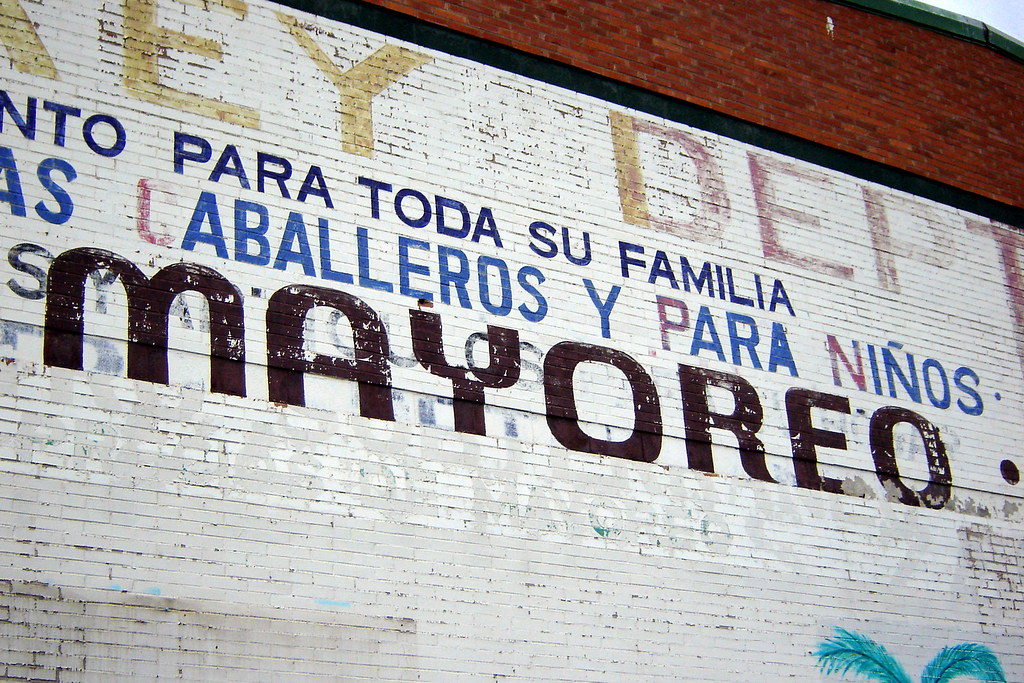 EY DEPT
NTO PARA TODA SU FAMILIA
AS CABALLEROS Y PARA NIÑOS.
MAYOREO.